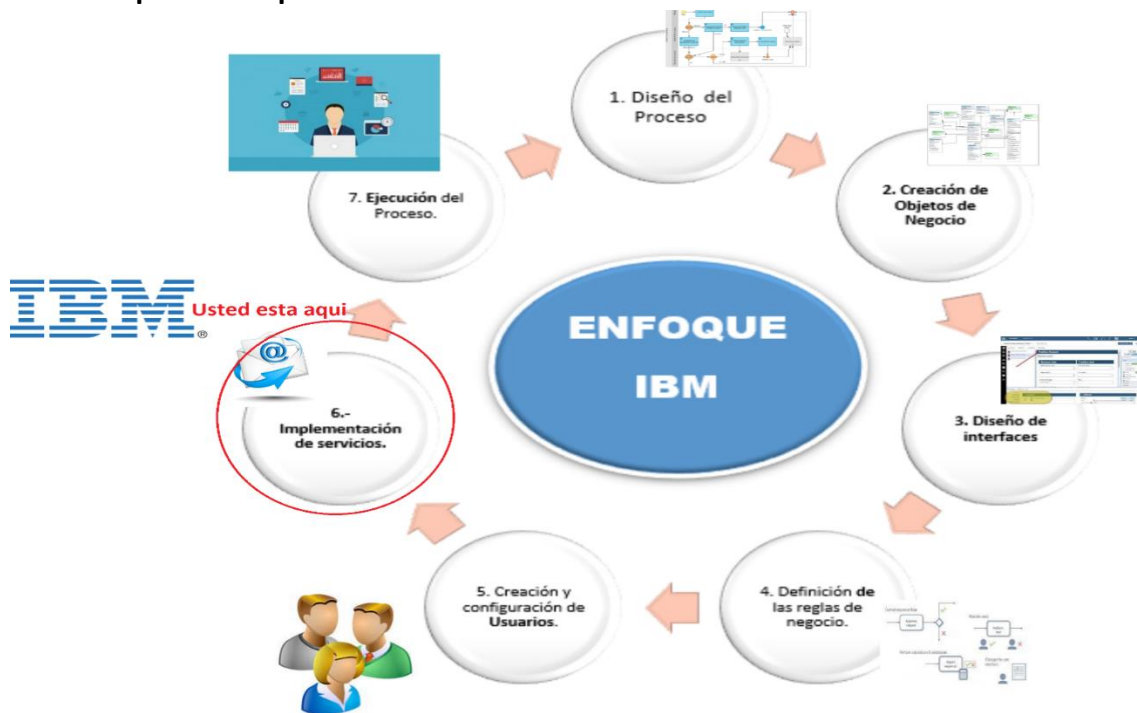 1. Diseño del
Proceso
2. Creación de
Objetos de
Negocio
3. Diseño de
interfaces
4. Definición de
las reglas de
negocio.
5. Creación y
configuración de
Usuarios.
6.-
Implementación
de servicios.
7. Ejecución del
Proceso.
ENFOQUE
IBM
IBM®
Usted esta aqui